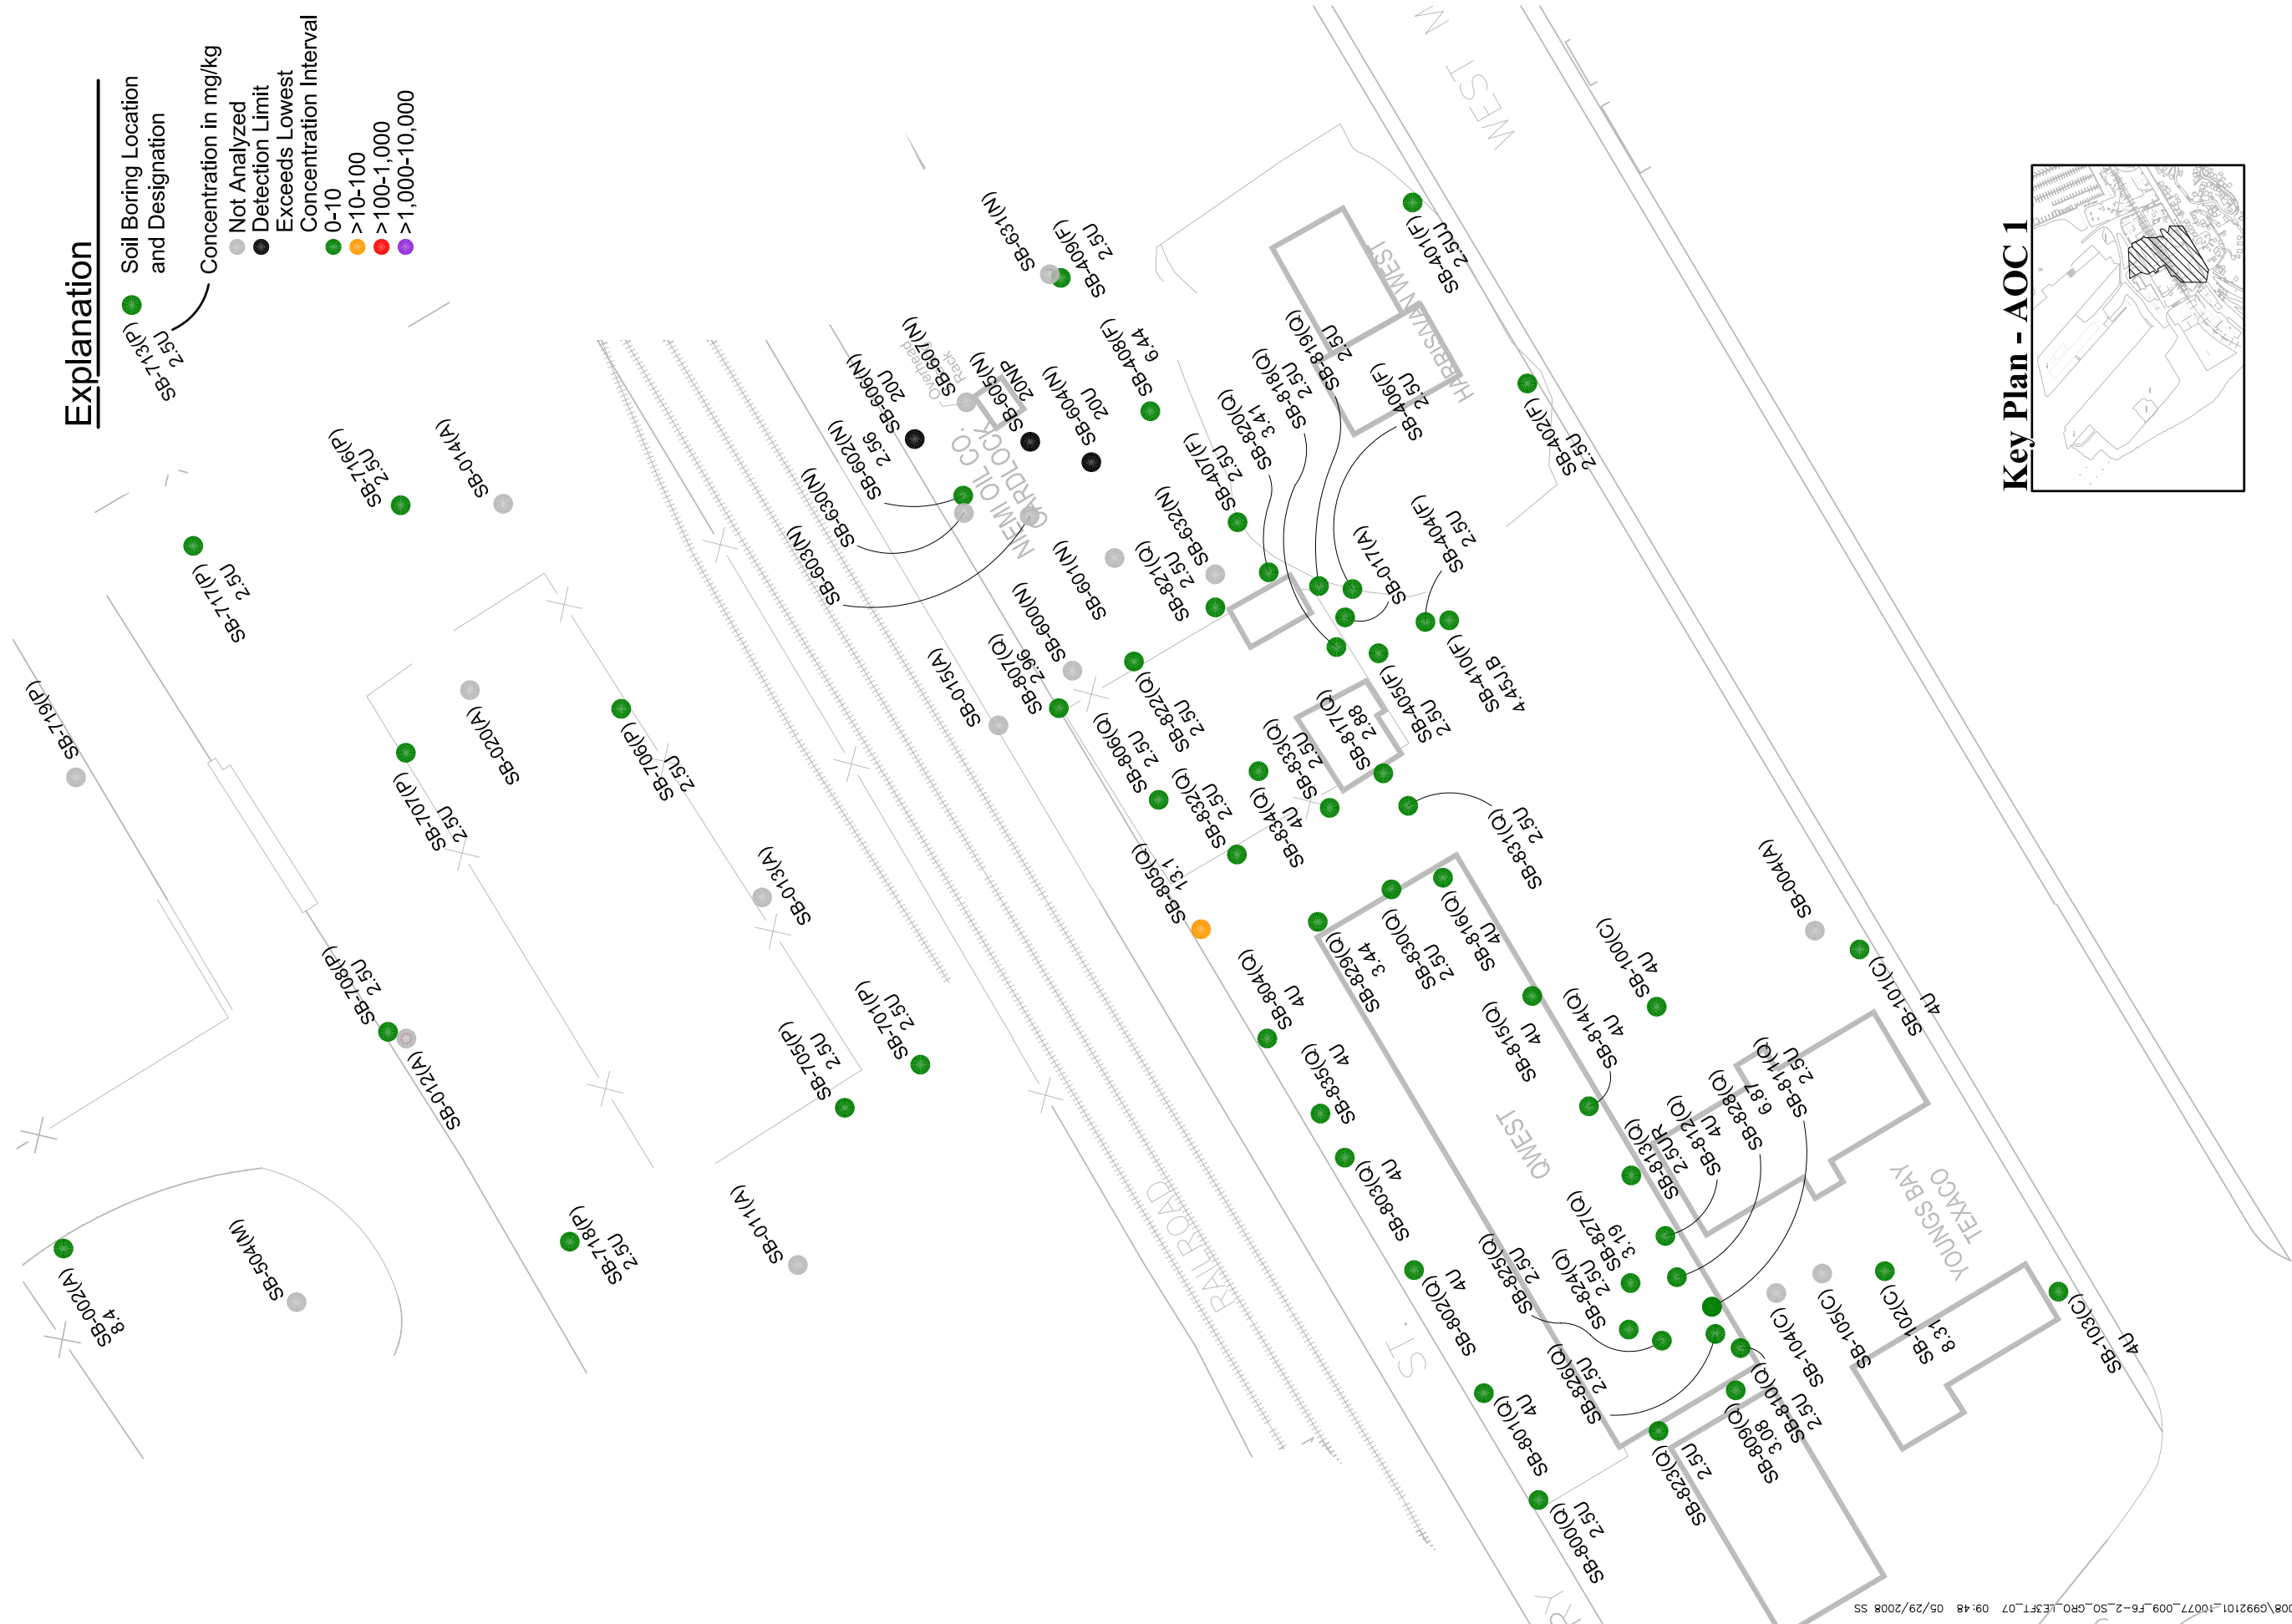 Explanation
Soil Boring Location
and Designation
SB-713(P)
2.5U
Concentration in mg/kg
Not Analyzed
Detection Limit
Exceeds Lowest
Concentration Interval
0-10
>10-100
>100-1,000
>1,000-10,000
SB-719(P)
SB-717(P)
2.5U
SB-716(P)
2.5U
SB-014(A)
SB-020(A)
SB-707(P)
2.5U
SB-706(P)
2.5U
SB-013(A)
SB-708(P)
2.5U
SB-012(A)
SB-705(P)
2.5U
SB-701(P)
2.5U
SB-002(A)
8.4
SB-504(M)
SB-718(P)
2.5U
SB-011(A)
RAILROAD
ST.
RY
SB-631(N)
SB-409(F)
2.5U
SB-408(F)
6.44
SB-607(N)
Overhead
Rack
SB-606(N)
20U
SB-605(N)
20NP
SB-604(N)
20U
SB-602(N)
2.56
SB-630(N)
SB-603(N)
NEMI OIL CO.
CARDLOCK
SB-601(N)
SB-600(N)
SB-015(A)
SB-807(Q)
2.96
SB-632(N)
SB-821(Q)
2.5U
SB-407(F)
2.5U
SB-820(Q)
3.41
SB-818(Q)
2.5U
SB-819(Q)
2.5U
SB-406(F)
2.5U
SB-017(A)
SB-404(F)
2.5U
SB-410(F)
4.45J,B
SB-405(F)
2.5U
SB-401(F)
2.5UJ
SB-402(F)
2.5U
HARRISIVAN WEST
WEST M
SB-822(Q)
2.5U
SB-806(Q)
2.5U
SB-832(Q)
2.5U
SB-834(Q)
4U
SB-833(Q)
2.5U
SB-817(Q)
2.88
SB-831(Q)
2.5U
SB-805(Q)
13.1
SB-804(Q)
4U
SB-835(Q)
4U
SB-803(Q)
4U
SB-802(Q)
4U
SB-801(Q)
4U
SB-800(Q)
2.5U
SB-829(Q)
3.44
SB-830(Q)
2.5U
SB-816(Q)
4U
SB-815(Q)
4U
SB-814(Q)
4U
QWEST
SB-100(C)
4U
SB-004(A)
SB-101(C)
4U
SB-813(Q)
2.5UR
SB-812(Q)
4U
SB-828(Q)
6.87
SB-811(Q)
2.5U
SB-827(Q)
3.19
SB-824(Q)
2.5U
SB-825(Q)
2.5U
SB-826(Q)
2.5U
SB-823(Q)
2.5U
SB-809(Q)
3.08
SB-810(Q)
2.5U
SB-104(C)
SB-105(C)
SB-102(C)
8.31
SB-103(C)
4U
YOUNGS BAY
TEXACO
Key Plan - AOC 1
08\G992101_10077_009_F6-2_SO_GRO_LE3FT_07 09:48 05/29/2008 SS